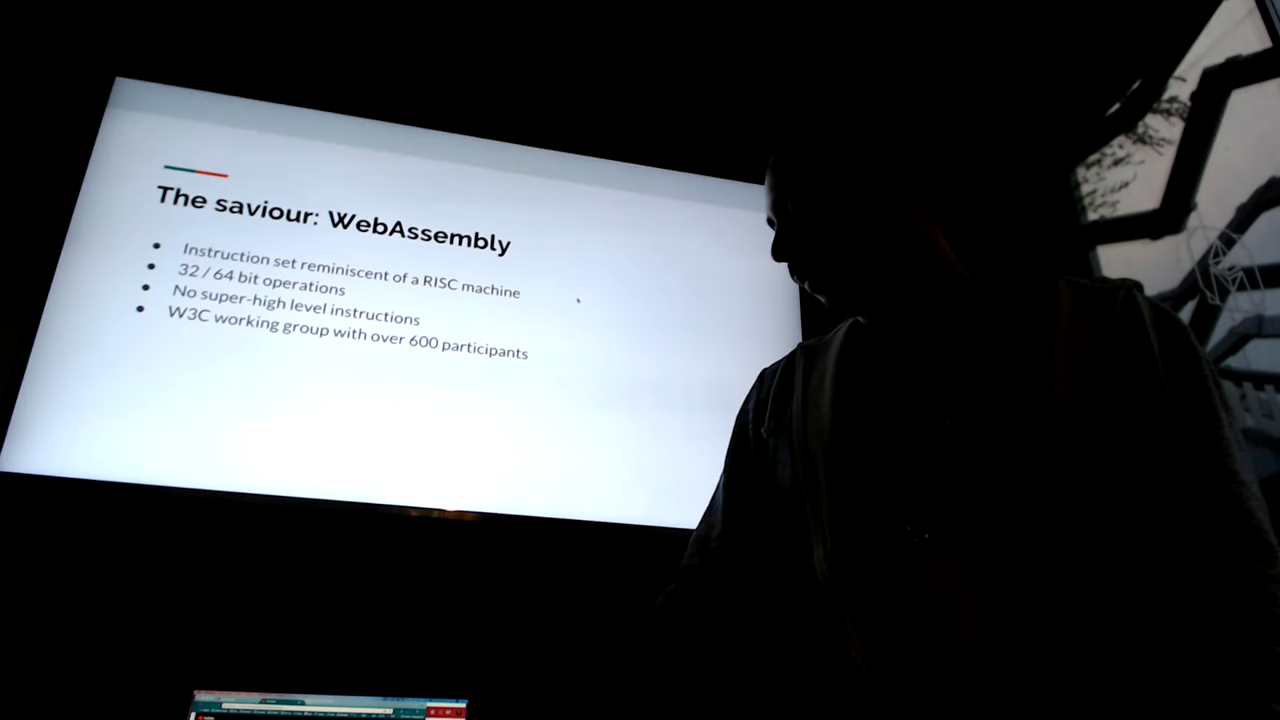 The saviour: WebAssembly
Instruction set reminiscent of a RISC machine
32 / 64 bit operations
No super-high level instructions
W3C working group with over 600 participants